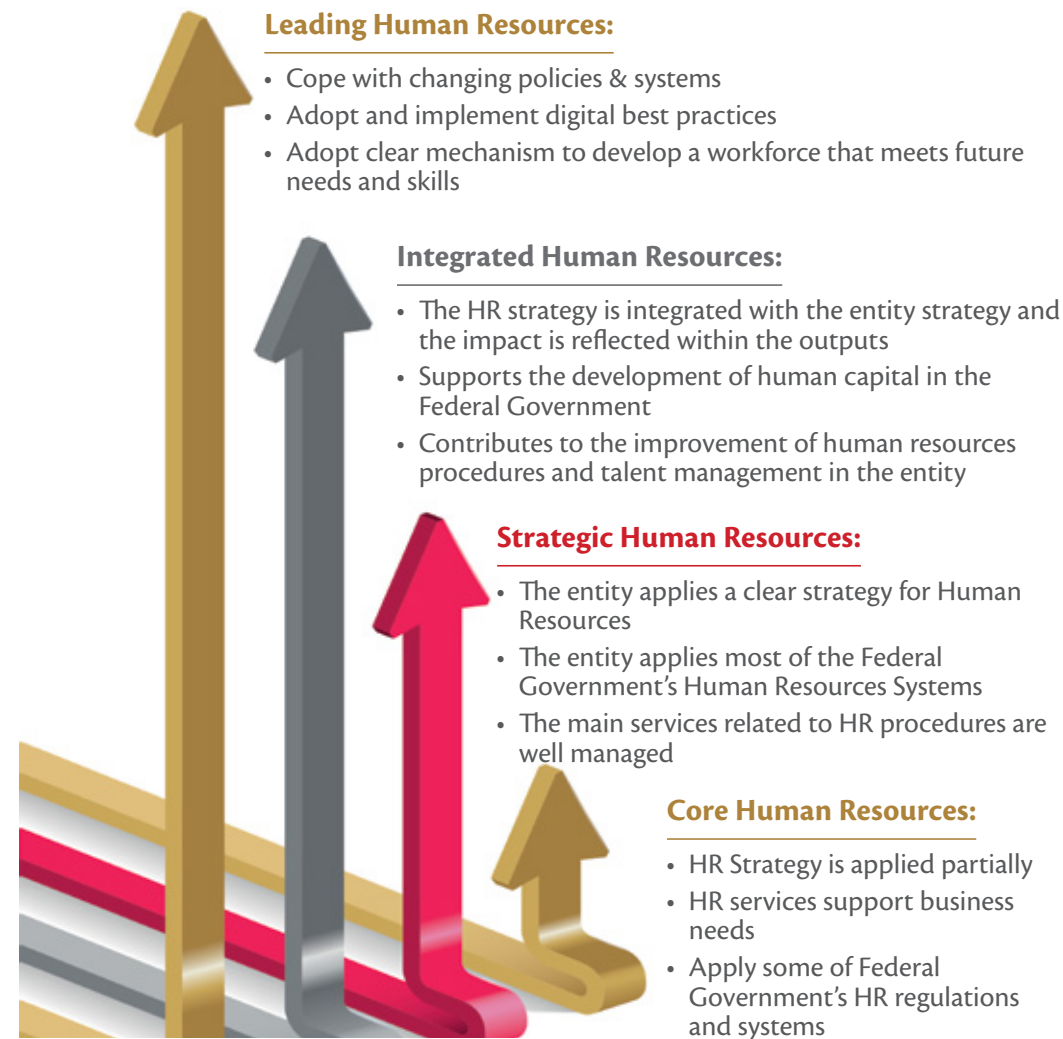 Leading Human Resources:
• Cope with changing policies & systems
• Adopt and implement digital best practices
• Adopt clear mechanism to develop a workforce that meets future
needs and skills
Integrated Human Resources:
• The HR strategy is integrated with the entity strategy and
the impact is reflected within the outputs
• Supports the development of human capital in the
Federal Government
• Contributes to the improvement of human resources
procedures and talent management in the entity
Strategic Human Resources:
• The entity applies a clear strategy for Human
Resources
• The entity applies most of the Federal
Government’s Human Resources Systems
• The main services related to HR procedures are
well managed
Core Human Resources:
• HR Strategy is applied partially
• HR services support business
needs
• Apply some of Federal
Government’s HR regulations
and systems